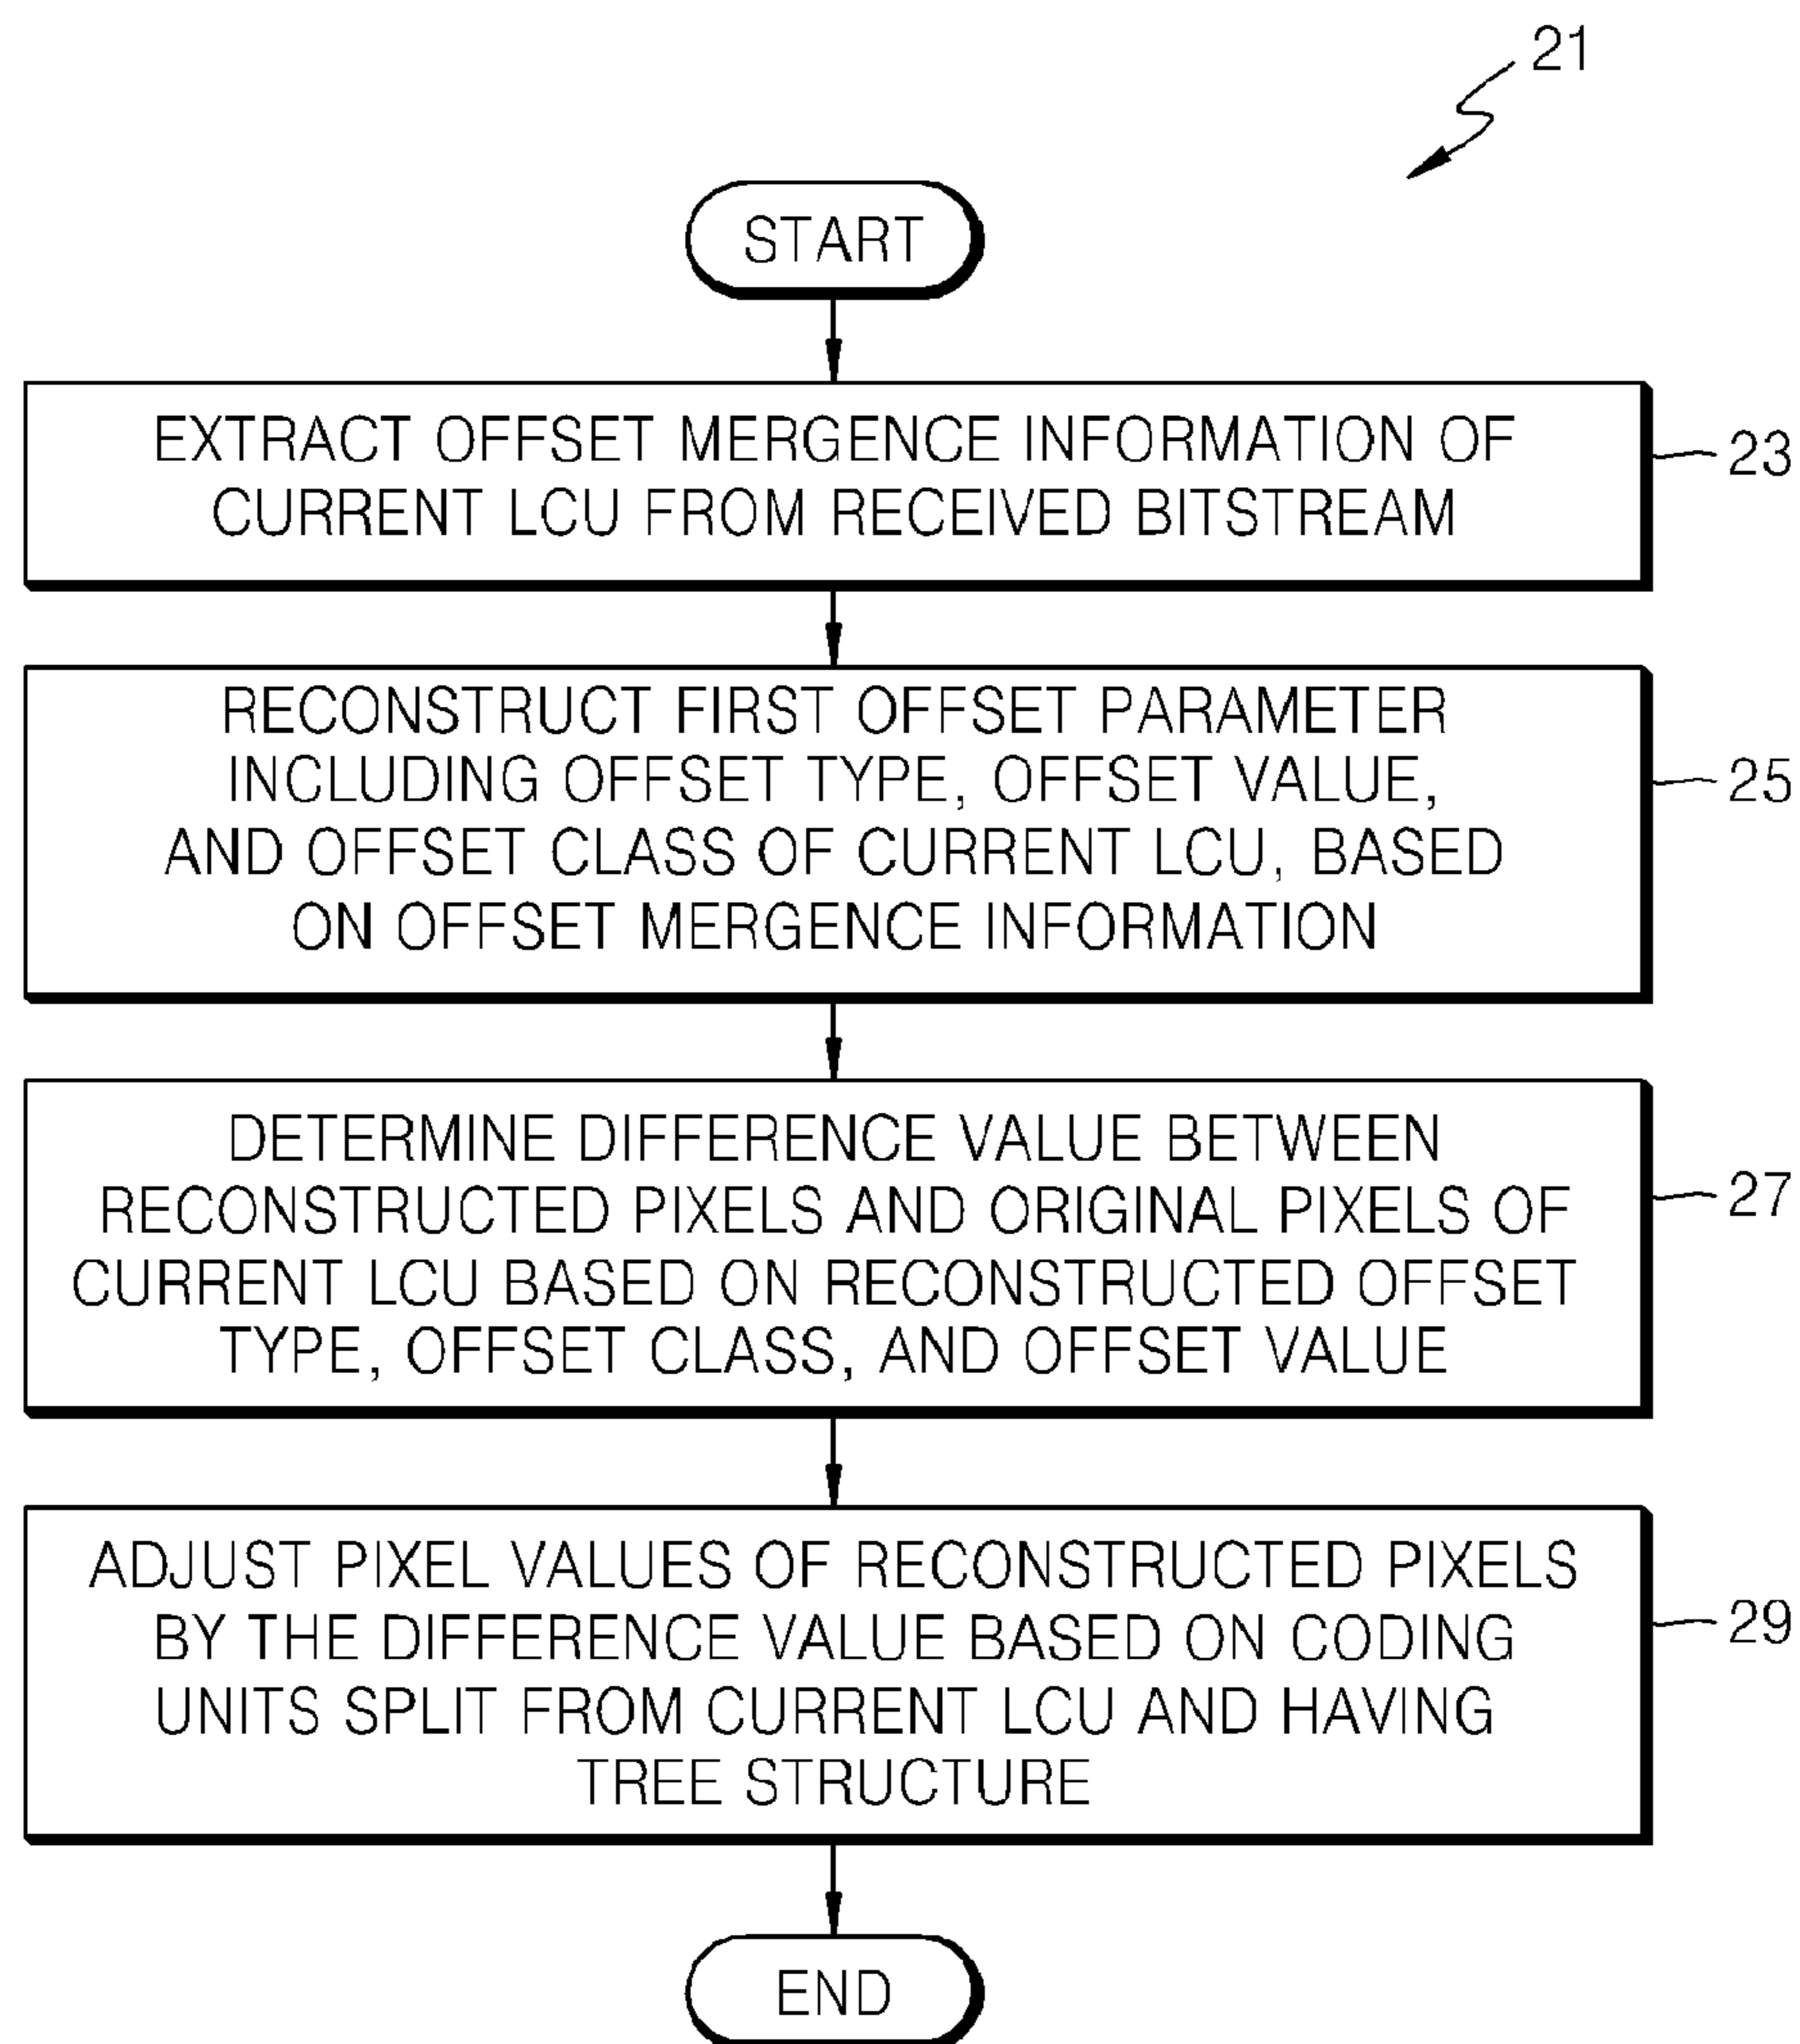 21
START
EXTRACT OFFSET MERGENCE INFORMATION OF
CURRENT LCU FROM RECEIVED BITSTREAM
23
RECONSTRUCT FIRST OFFSET PARAMETER
INCLUDING OFFSET TYPE, OFFSET VALUE,
AND OFFSET CLASS OF CURRENT LCU, BASED
ON OFFSET MERGENCE INFORMATION
25
DETERMINE DIFFERENCE VALUE BETWEEN
RECONSTRUCTED PIXELS AND ORIGINAL PIXELS OF
CURRENT LCU BASED ON RECONSTRUCTED OFFSET
TYPE, OFFSET CLASS, AND OFFSET VALUE
27
ADJUST PIXEL VALUES OF RECONSTRUCTED PIXELS
BY THE DIFFERENCE VALUE BASED ON CODING
UNITS SPLIT FROM CURRENT LCU AND HAVING
TREE STRUCTURE
29
END